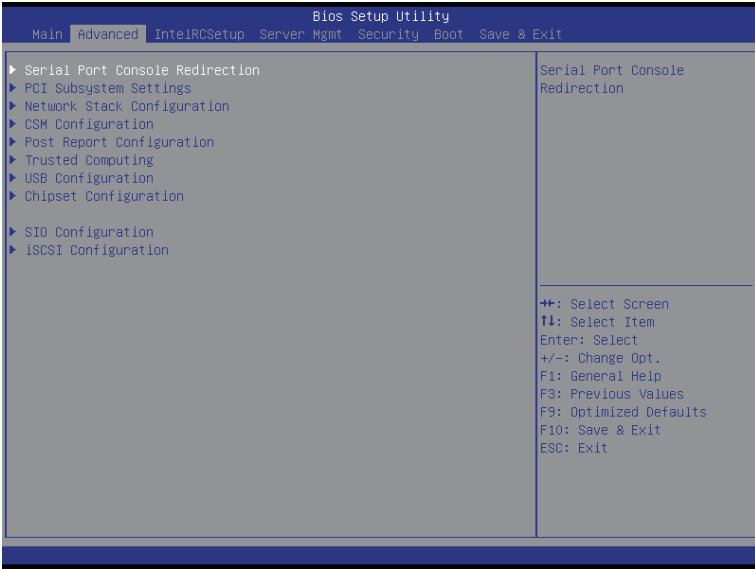 Bios Setup Utility
Main Advanced IntelRCSetup Server Mgmt Security Boot Save & Exit
Serial Port Console Redirection
PCI Subsystem Settings
Network Stack Configuration
CSM Configuration
Post Report Configuration
Trusted Computing
USB Configuration
Chipset Configuration
SIO Configuration
iSCSI Configuration
Serial Port Console
Redirection
→←: Select Screen
↑↓: Select Item
Enter: Select
+/-: Change Opt.
F1: General Help
F3: Previous Values
F9: Optimized Defaults
F10: Save & Exit
ESC: Exit